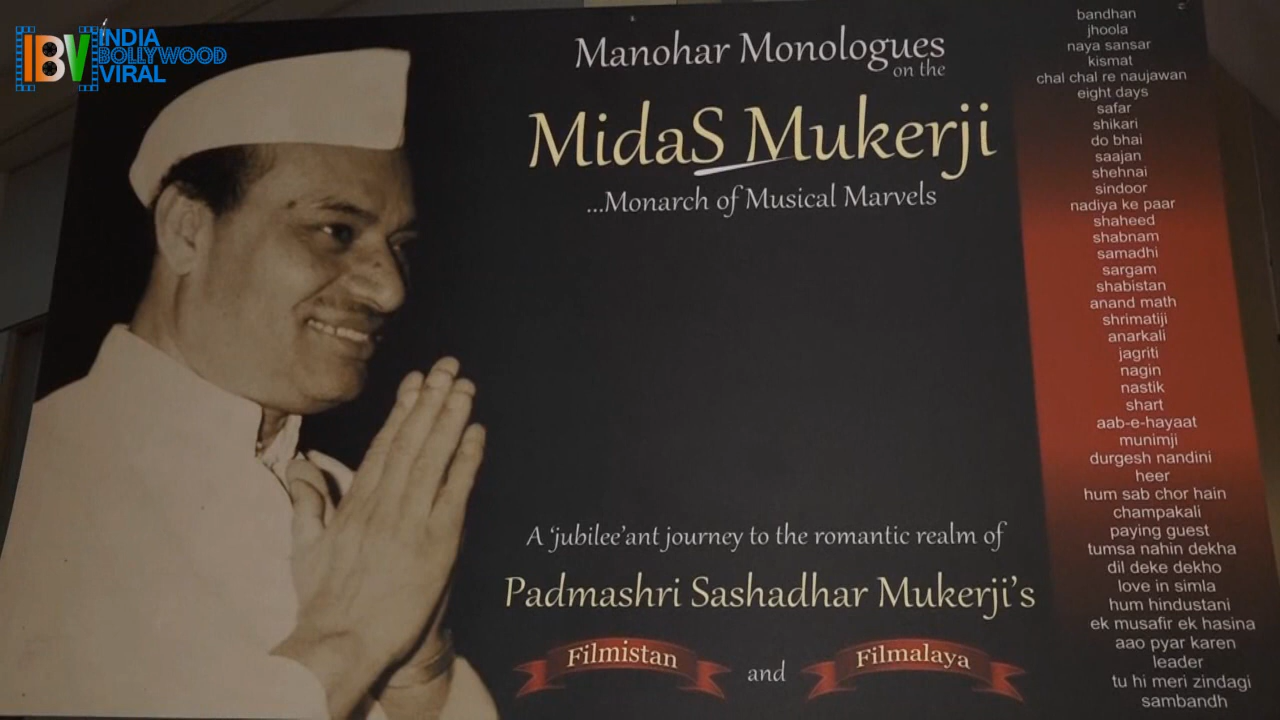 IBV
INDIA
BOLLYWOOD
VIRAL
Manohar Monologues
on the
MidaS Mukerji
...Monarch of Musical Marvels
A ‘jubilee’ant journey to the romantic realm of
Padmashri Sashadhar Mukerji’s
Filmistan and Filmalaya
bandhan
jhoola
naya sansar
kismat
chal chal re naujawan
eight days
safar
shikari
do bhai
saajan
shehnai
sindoor
nadiya ke paar
shaheed
shabnam
samadhi
sargam
shabistan
anand math
shrimatiji
anarkali
jagriti
nagin
nastik
shart
aab-e-hayaat
munimji
durgesh nandini
heer
hum sab chor hain
champakali
paying guest
tumsa nahin dekha
dil deke dekho
love in simla
hum hindustani
ek musafir ek hasina
aao pyar karen
leader
tu hi meri zindagi
sambandh